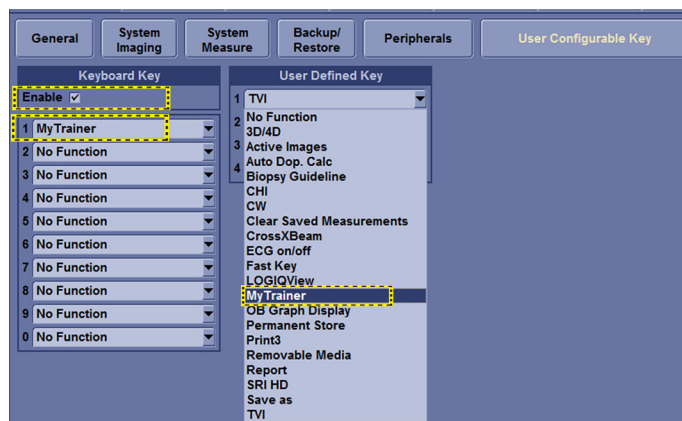 General
System Imaging
System Measure
Backup/ Restore
Peripherals
User Configurable Key
Keyboard Key
Enable
1 MyTrainer
2 No Function
3 No Function
4 No Function
5 No Function
6 No Function
7 No Function
8 No Function
9 No Function
0 No Function
User Defined Key
1 TVI
2
3
4
No Function
3D/4D
Active Images
Auto Dop. Calc
Biopsy Guideline
CHI
CW
Clear Saved Measurements
CrossXBeam
ECG on/off
Fast Key
LOGIQView
MyTrainer
OB Graph Display
Permanent Store
Print3
Removable Media
Report
SRI HD
Save as
TVI